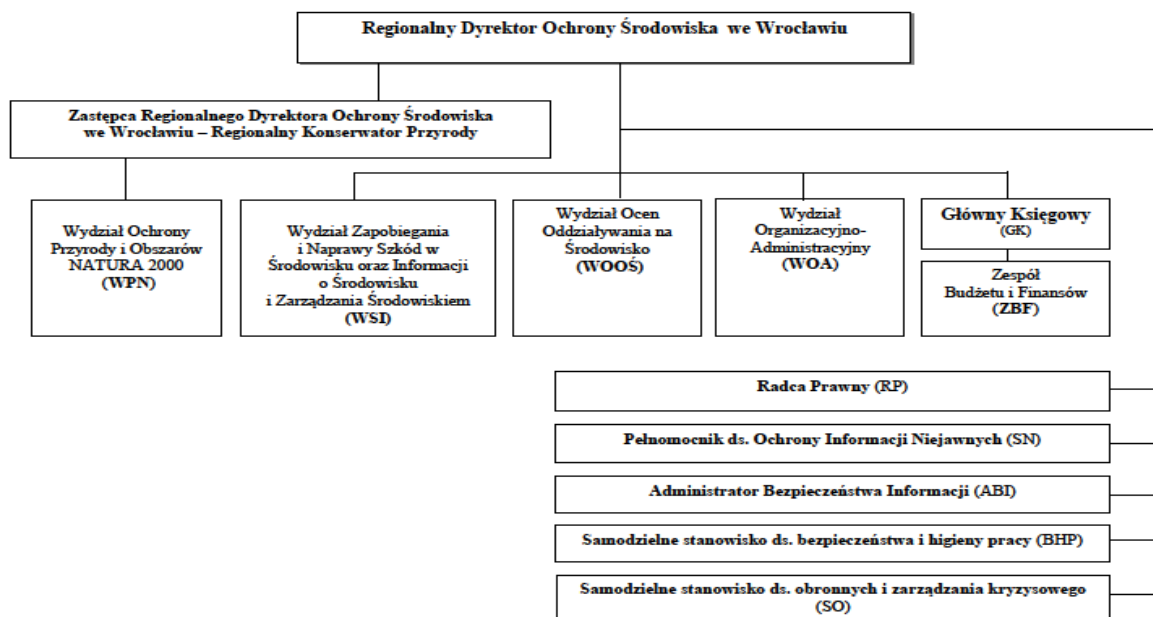 Regionalny Dyrektor Ochrony Środowiska we Wrocławiu
Zastępca Regionalnego Dyrektora Ochrony Środowiska
we Wrocławiu – Regionalny Konserwator Przyrody
Wydział Ochrony
Przyrody i Obszarów
NATURA 2000
(WPN)
Wydział Zapobiegania
i Naprawy Szkód w
Środowisku oraz Informacji
o Środowisku
i Zarządzania Środowiskiem
(WSI)
Wydział Ocen
Oddziaływania na
Środowisko
(WOOŚ)
Wydział
Organizacyjno-
Administracyjny
(WOA)
Główny Księgowy
(GK)
Zespół
Budżetu i Finansów
(ZBF)
Radca Prawny (RP)
Pełnomocnik ds. Ochrony Informacji Niejawnych (SN)
Administrator Bezpieczeństwa Informacji (ABI)
Samodzielne stanowisko ds. bezpieczeństwa i higieny pracy (BHP)
Samodzielne stanowisko ds. obronnych i zarządzania kryzysowego
(SO)